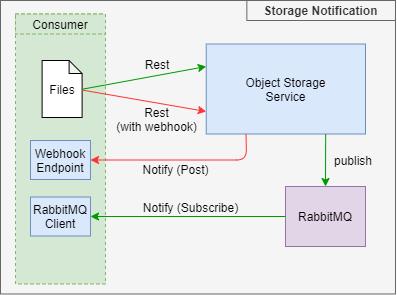 Storage Notification
Consumer
Files
Rest
Rest
(with webhook)
Object Storage
Service
Webhook
Endpoint
Notify (Post)
publish
RabbitMQ
Client
Notify (Subscribe)
RabbitMQ